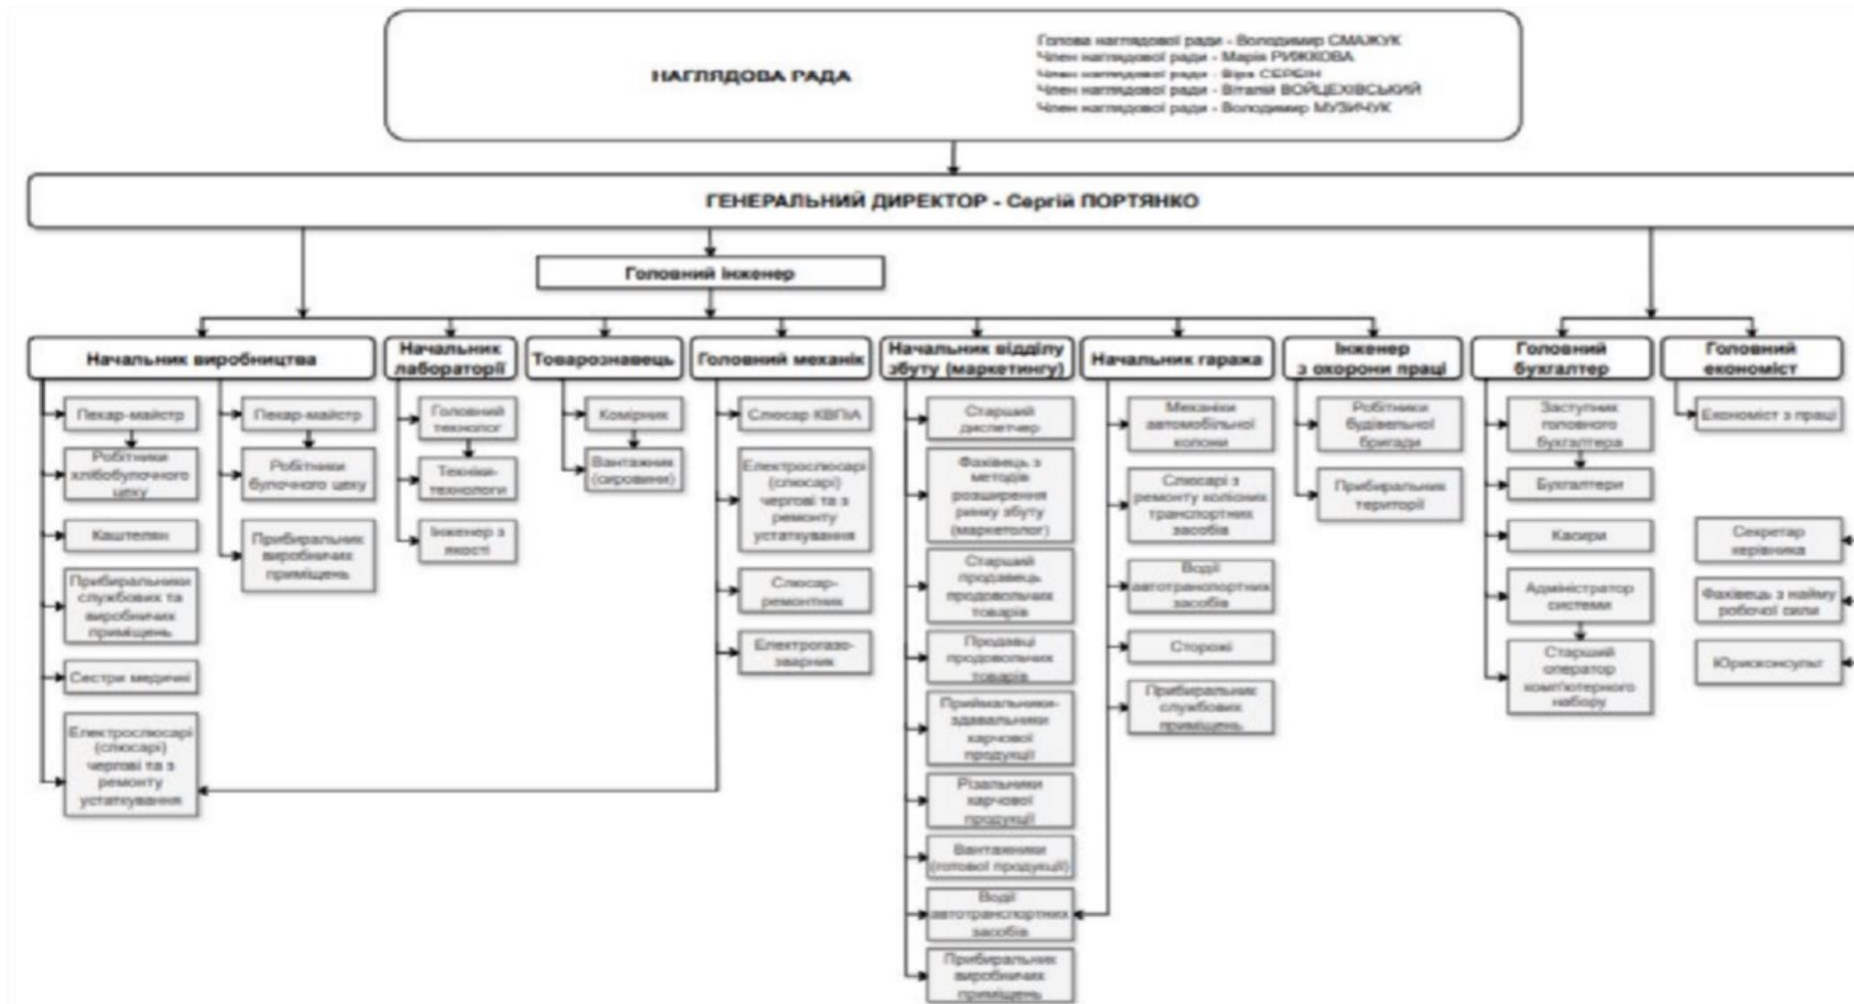 НАГЛЯДОВА РАДА
Голова наглядової ради - Володимир СМАЖУК
Член наглядової ради - Марія РИЖКОВА
Член наглядової ради - Віра СЕРБІН
Член наглядової ради - Віталій ВОЙЦЕХІВСЬКИЙ
Член наглядової ради - Володимир МУЗИЧУК
ГЕНЕРАЛЬНИЙ ДИРЕКТОР - Сергій ПОРТЯНКО
Головний інженер
Начальник виробництва
Начальник
лабораторії
Товарознавець
Головний механік
Начальник відділу
збуту (маркетингу)
Начальник гаража
Інженер
з охорони праці
Головний
бухгалтер
Головний
економіст
Пекар-майстр
Робітники
хлібобулочного
цеху
Каштелян
Прибиральники
службових та
виробничих
приміщень
Сестри медичні
Електрослюсарі
(слюсарі)
чергові та з
ремонту
устаткування
Пекар-майстр
Робітники
булочного цеху
Прибиральник
виробничих
приміщень
Головний
технолог
Техніки-
технологи
Інженер з
якості
Комірник
Вантажник
(сировини)
Слюсар КВПіА
Електрослюсарі
(слюсарі)
чергові та з
ремонту
устаткування
Слюсар-
ремонтник
Електрогазо-
зварник
Старший
диспетчер
Фахівець з
методів
розширення
ринку збуту
(маркетолог)
Старший
продавець
продовольчих
товарів
Продавці
продовольчих
товарів
Приймальники-
здавальники
харчової
продукції
Різальники
харчової
продукції
Вантажники
(готової продукції)
Водії
автотранспортних
засобів
Прибиральник
виробничих
приміщень
Механіки
автомобільної
колони
Слюсарі з
ремонту колісних
транспортних
засобів
Водії
автотранспортних
засобів
Сторожі
Прибиральник
службових
приміщень
Робітники
будівельної
бригади
Прибиральник
території
Заступник
головного
бухгалтера
Бухгалтери
Касири
Адміністратор
системи
Старший
оператор
комп'ютерного
набору
Економіст з праці
Секретар
керівника
Фахівець з найму
робочої сили
Юрисконсульт